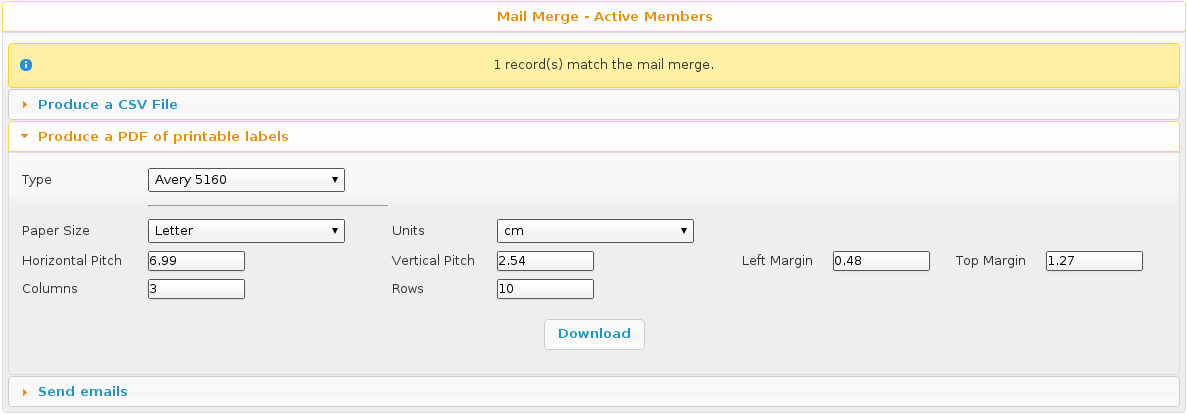 Mail Merge - Active Members
1 record(s) match the mail merge.
Produce a CSV File
Produce a PDF of printable labels
Type Avery 5160
Paper Size Letter Units cm
Horizontal Pitch 6.99 Vertical Pitch 2.54 Left Margin 0.48 Top Margin 1.27
Columns 3 Rows 10
Download
Send emails